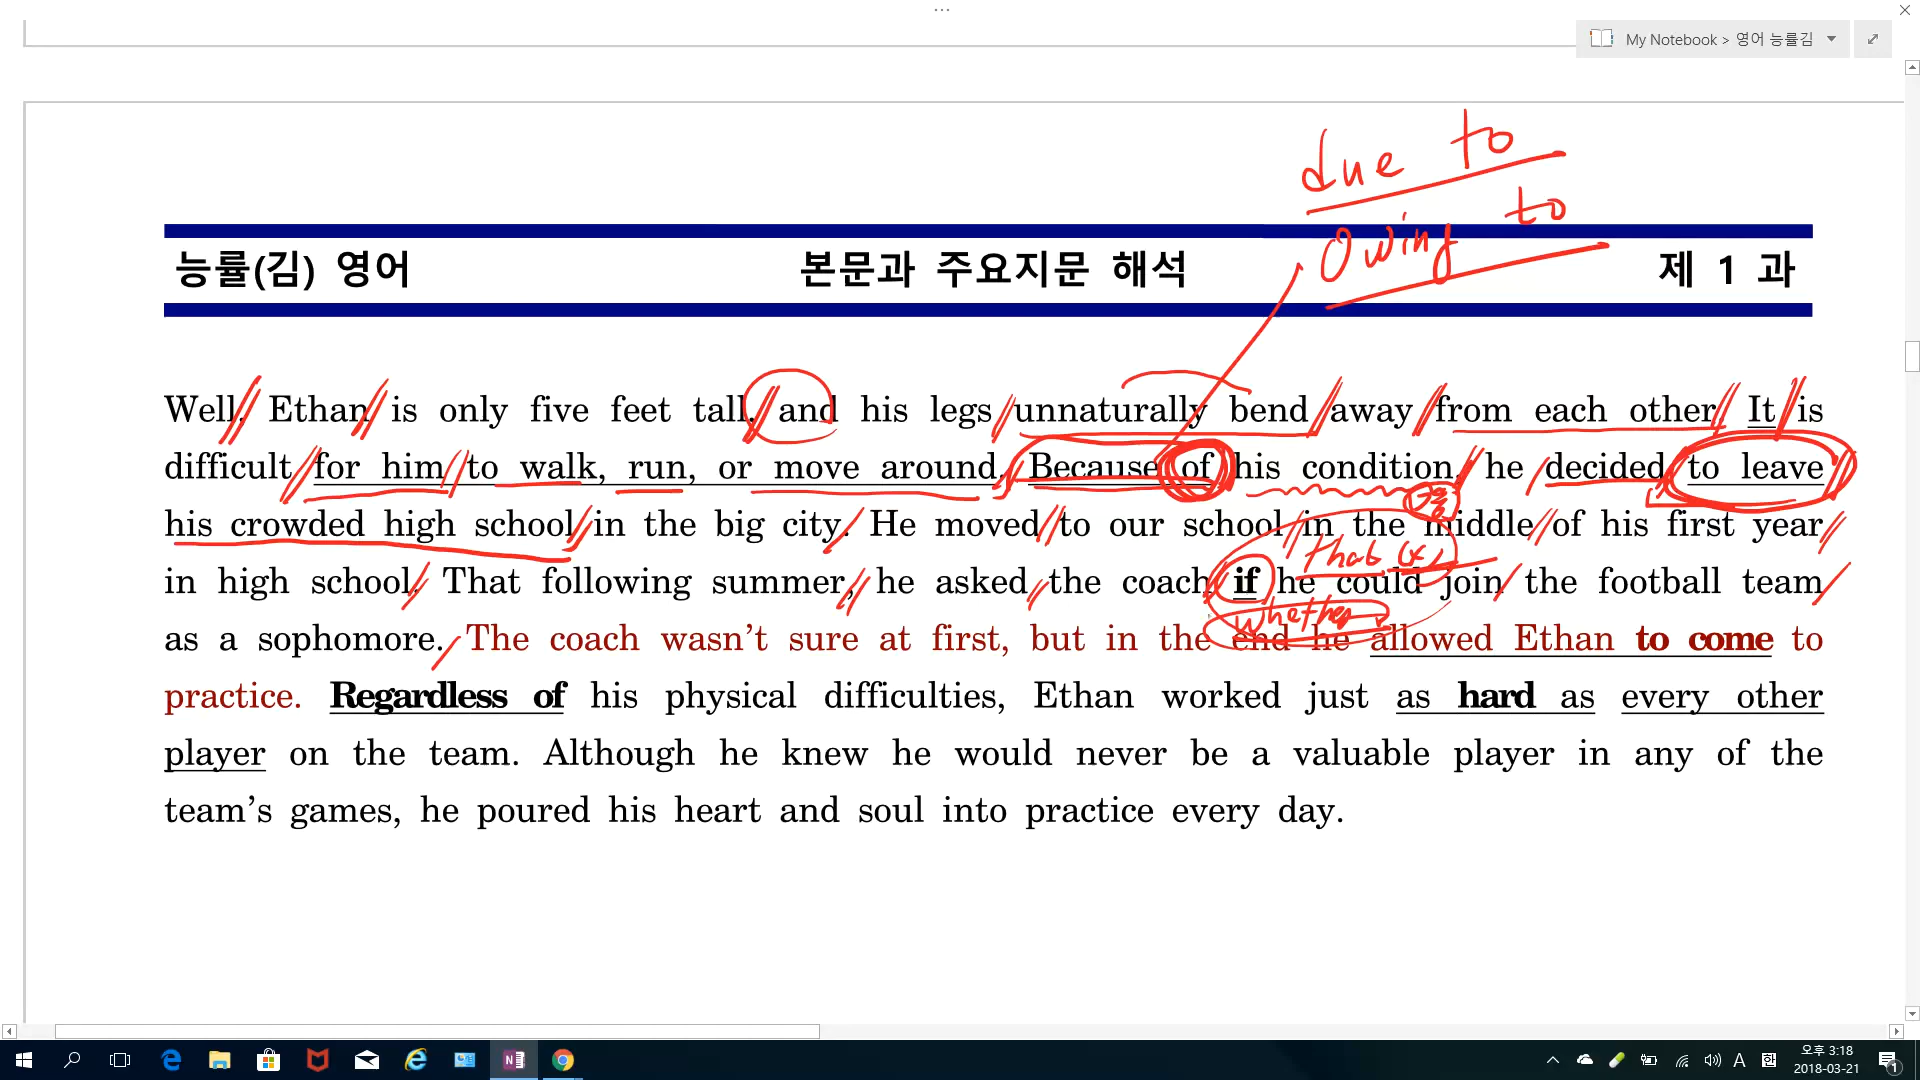 My Notebook > 영어 능률김
due to
owing to
능률(김) 영어 본문과 주요지문 해석 제 1 과
Well, Ethan is only five feet tall, and his legs unnaturally bend away from each other. It is
difficult for him to walk, run, or move around. Because of his condition, he decided to leave
his crowded high school in the big city. He moved to our school in the middle of his first year
that (x)
in high school. That following summer, he asked the coach if he could join the football team
whether
as a sophomore. The coach wasn't sure at first, but in the end he allowed Ethan to come to
practice. Regardless of his physical difficulties, Ethan worked just as hard as every other
player on the team. Although he knew he would never be a valuable player in any of the
team's games, he poured his heart and soul into practice every day.
A 한 오후 3:18
2018-03-21 1